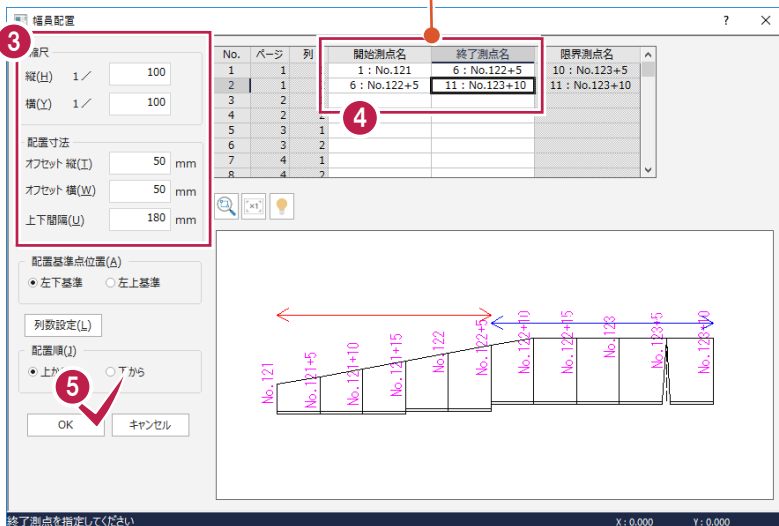 幅員配置
? ×
3
縮尺
縦(H) 1／ 100
横(Y) 1／ 100
配置寸法
オフセット 縦(T) 50 mm
オフセット 横(W) 50 mm
上下間隔(U) 180 mm
配置基準点位置(A)
左下基準 左上基準
列数設定(L)
配置順(J)
上か 下から
5
OK キャンセル
No. ページ 列 開始測点名 終了測点名 限界測点名
1 1 1 : No.121 6 : No.122+5 10 : No.123+5
2 1 6 : No.122+5 11 : No.123+10 11 : No.123+10
3 2
4 2 2
5 3 1
6 3 2
7 4 1
8 4 2
4
×1
No.121
No.121+5
No.121+10
No.121+15
No.122
No.122+5
No.122+10
No.122+15
No.123
No.123+5
No.123+10
終了測点を指定してください X : 0.000 Y : 0.000